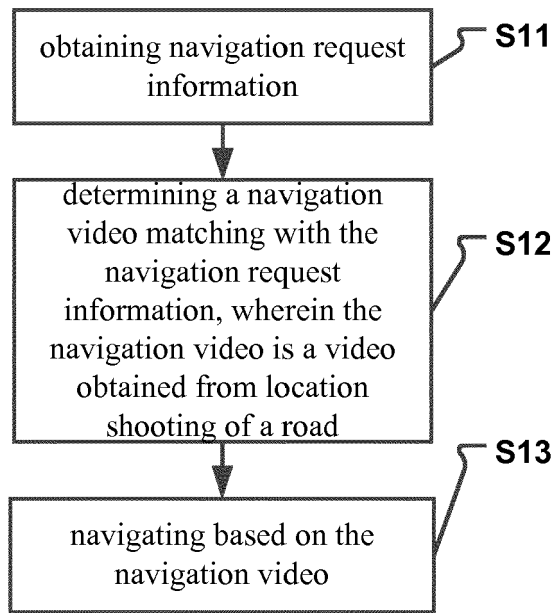 obtaining navigation request
information
S11
determining a navigation
video matching with the
navigation request
information, wherein the
navigation video is a video
obtained from location
shooting of a road
S12
navigating based on the
navigation video
S13